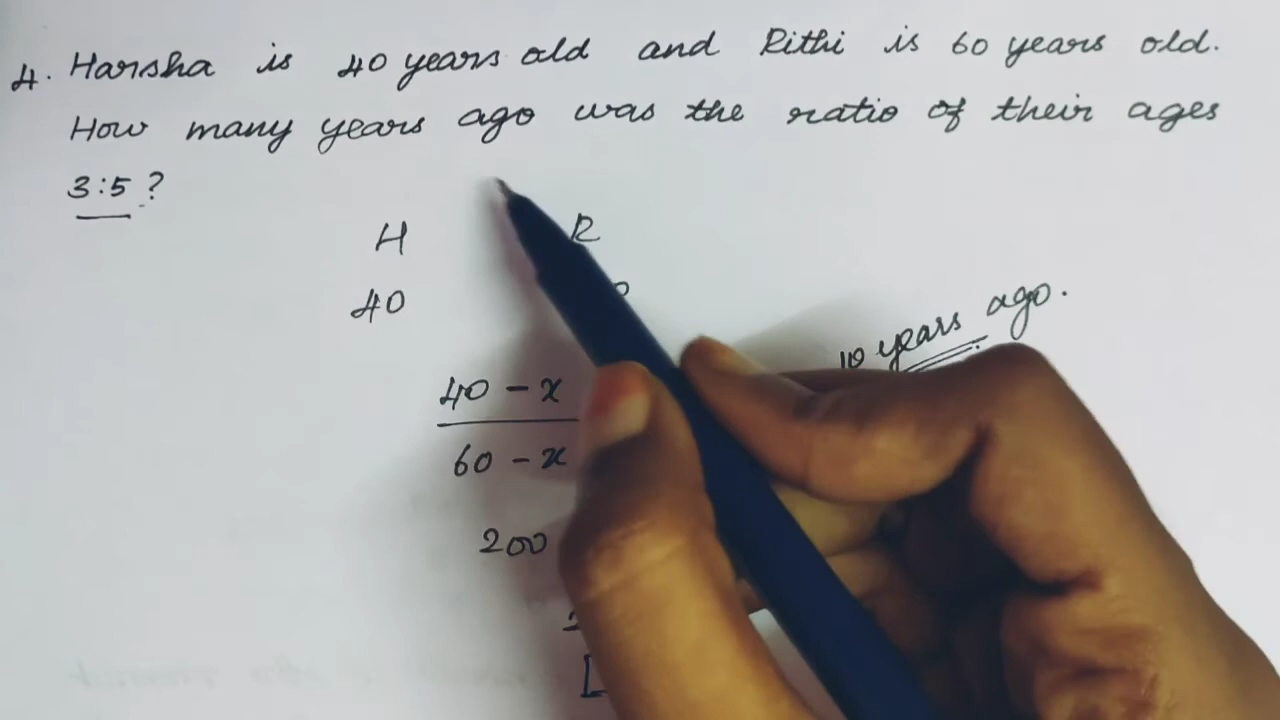 4. Harsha is 40 years old and Rithi is 60 years old.
How many years ago was the ratio of their ages
3:5 ?
H R
40
10 years ago.
40 - x
60 - x
200